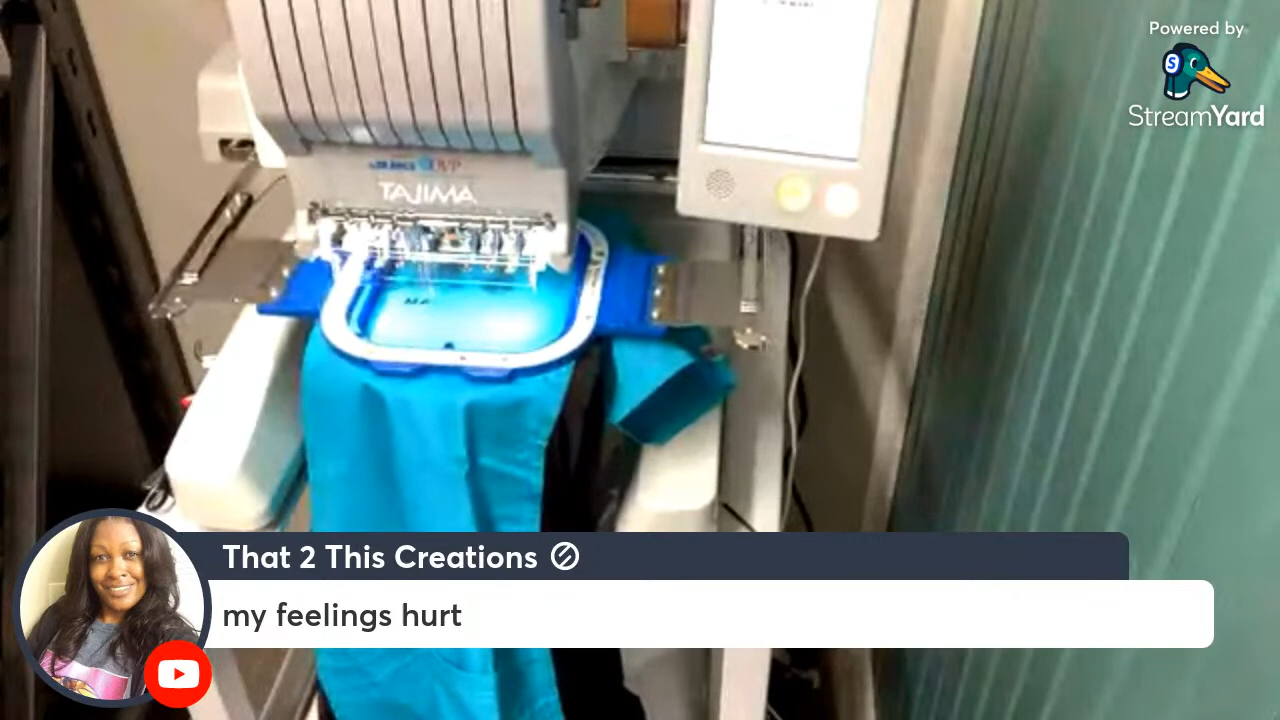 Powered by
StreamYard
TAJIMA
That 2 This Creations
my feelings hurt